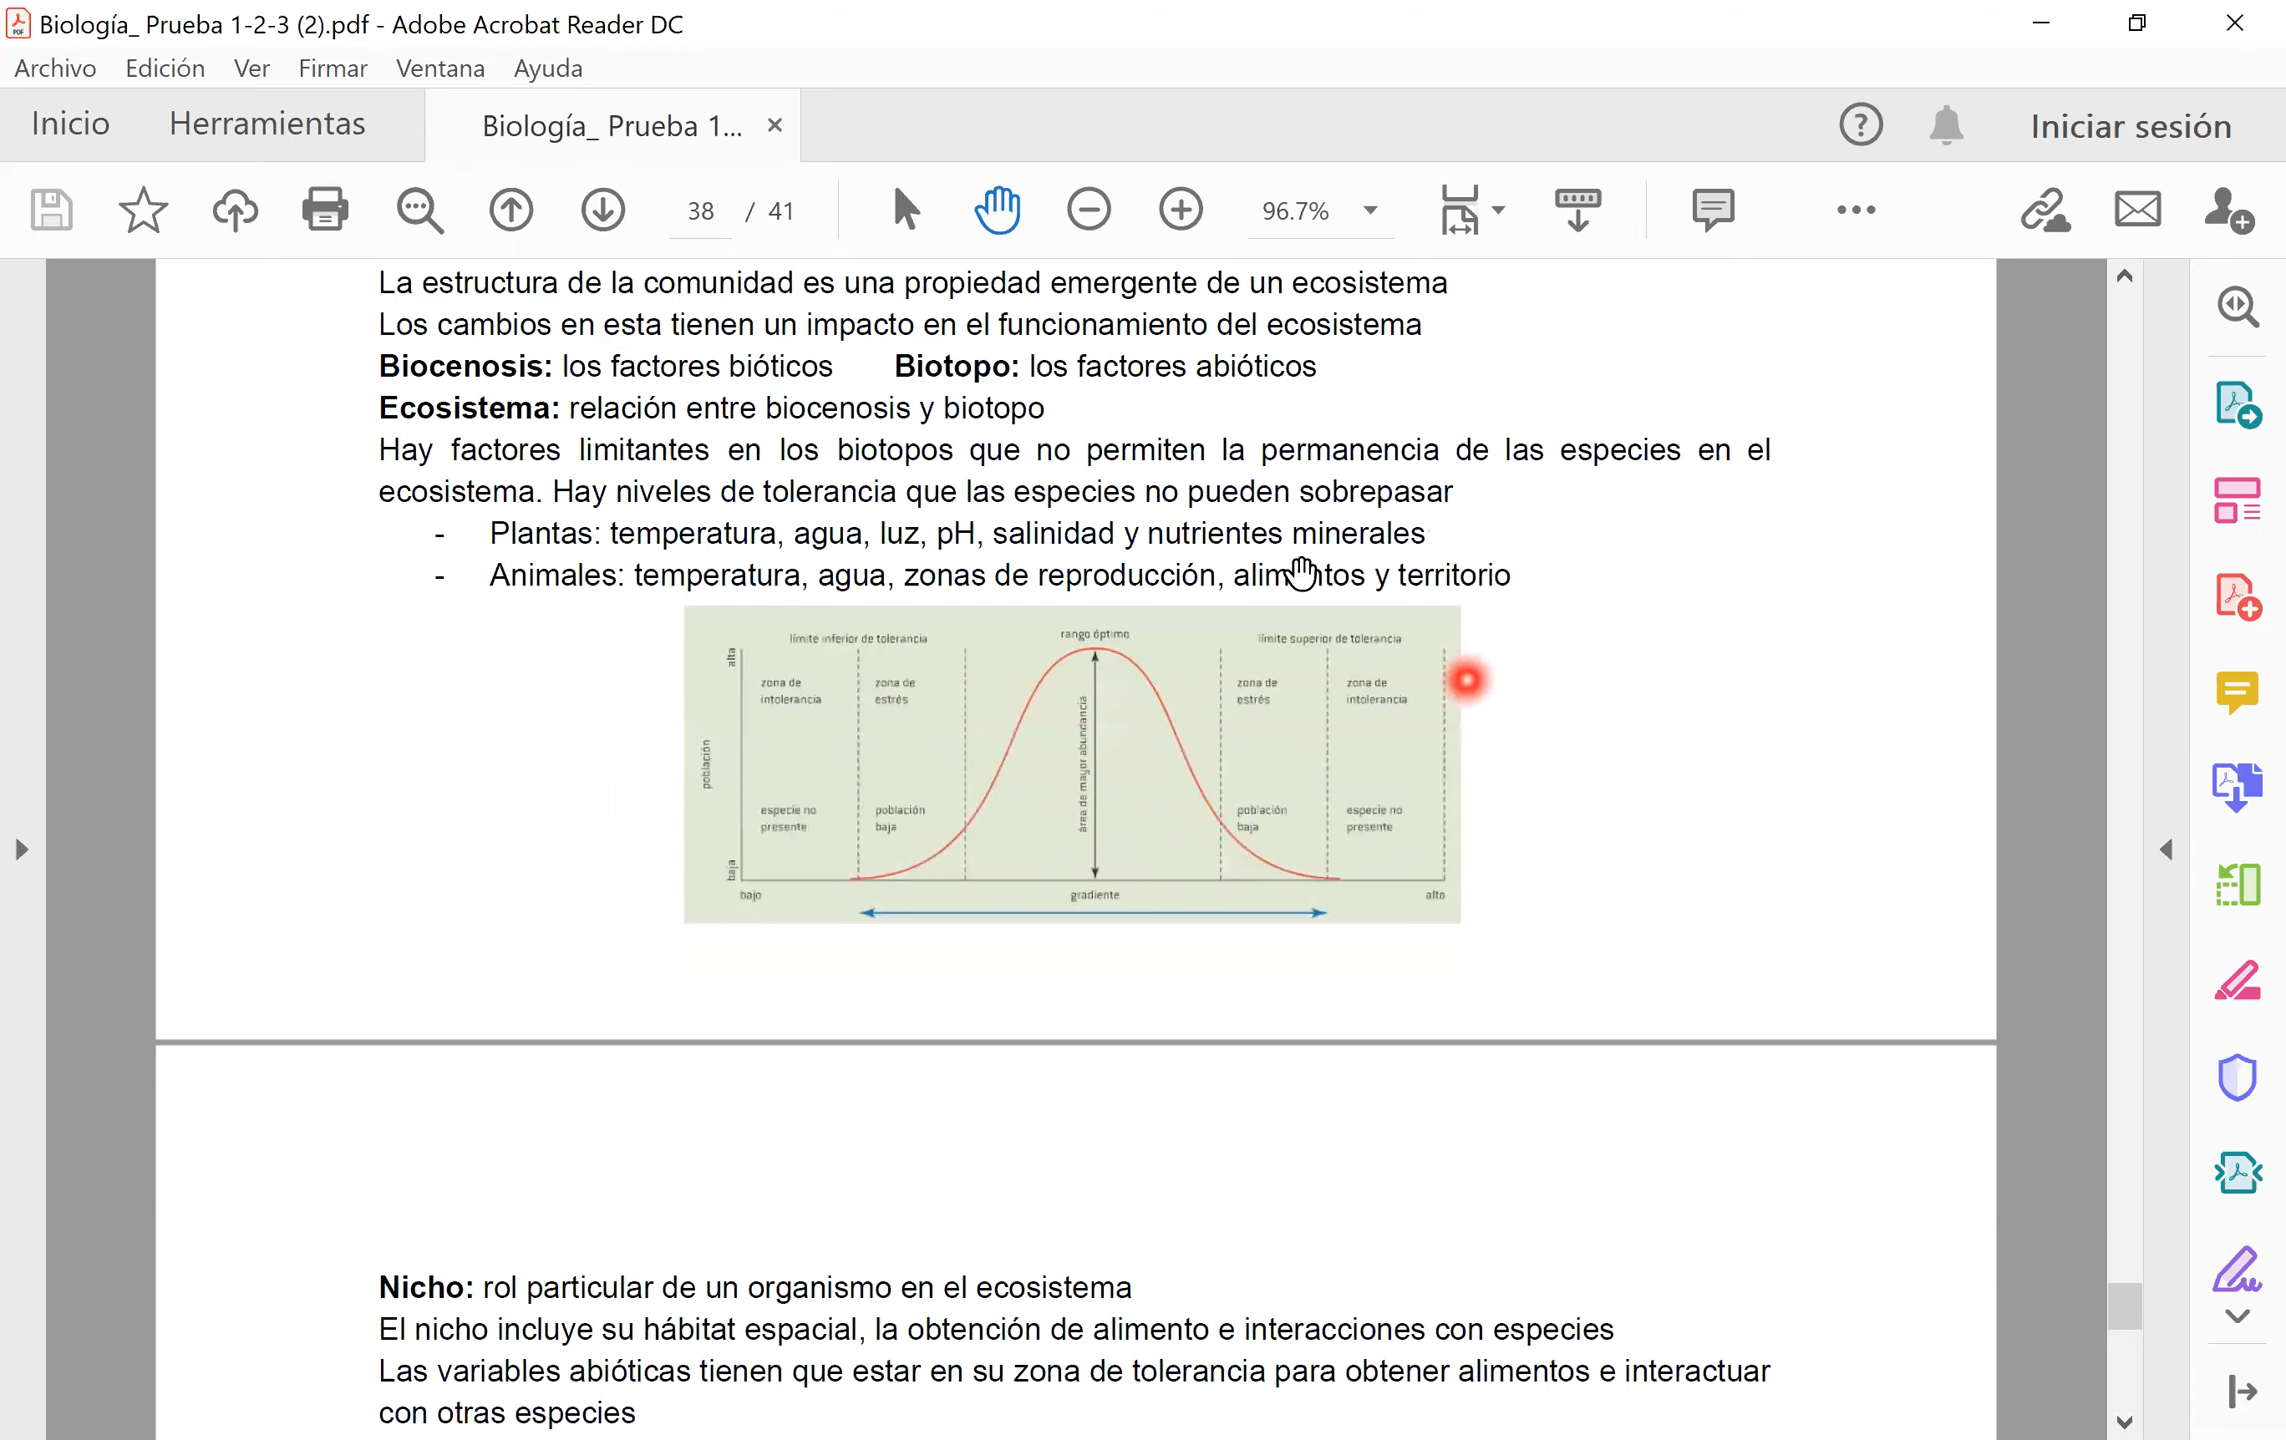 Biología_ Prueba 1-2-3 (2).pdf - Adobe Acrobat Reader DC
Archivo Edición Ver Firmar Ventana Ayuda
Inicio Herramientas Biología_ Prueba 1... Iniciar sesión
38 / 41 96.7%
La estructura de la comunidad es una propiedad emergente de un ecosistema
Los cambios en esta tienen un impacto en el funcionamiento del ecosistema
Biocenosis: los factores bióticos Biotopo: los factores abióticos
Ecosistema: relación entre biocenosis y biotopo
Hay factores limitantes en los biotopos que no permiten la permanencia de las especies en el
ecosistema. Hay niveles de tolerancia que las especies no pueden sobrepasar
- Plantas: temperatura, agua, luz, pH, salinidad y nutrientes minerales
- Animales: temperatura, agua, zonas de reproducción, alimentos y territorio
límite inferior de tolerancia rango óptimo límite superior de tolerancia
alta
zona de intolerancia
zona de estrés
zona de estrés
zona de intolerancia
población
área de mayor abundancia
especie no presente
población baja
población baja
especie no presente
baja
bajo gradiente alto
Nicho: rol particular de un organismo en el ecosistema
El nicho incluye su hábitat espacial, la obtención de alimento e interacciones con especies
Las variables abióticas tienen que estar en su zona de tolerancia para obtener alimentos e interactuar
con otras especies